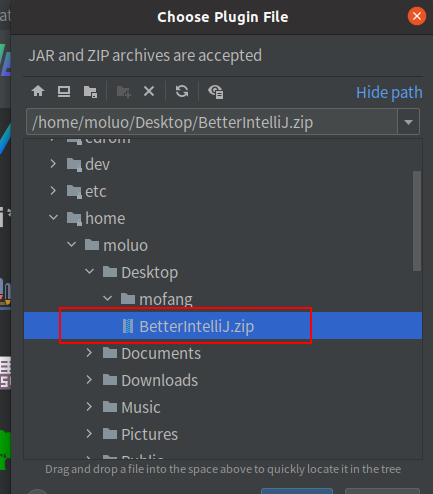 Choose Plugin File
JAR and ZIP archives are accepted
Hide path
/home/moluo/Desktop/BetterIntelliJ.zip
cdrom
dev
etc
home
moluo
Desktop
mofang
BetterIntelliJ.zip
Documents
Downloads
Music
Pictures
Public
Drag and drop a file into the space above to quickly locate it in the tree